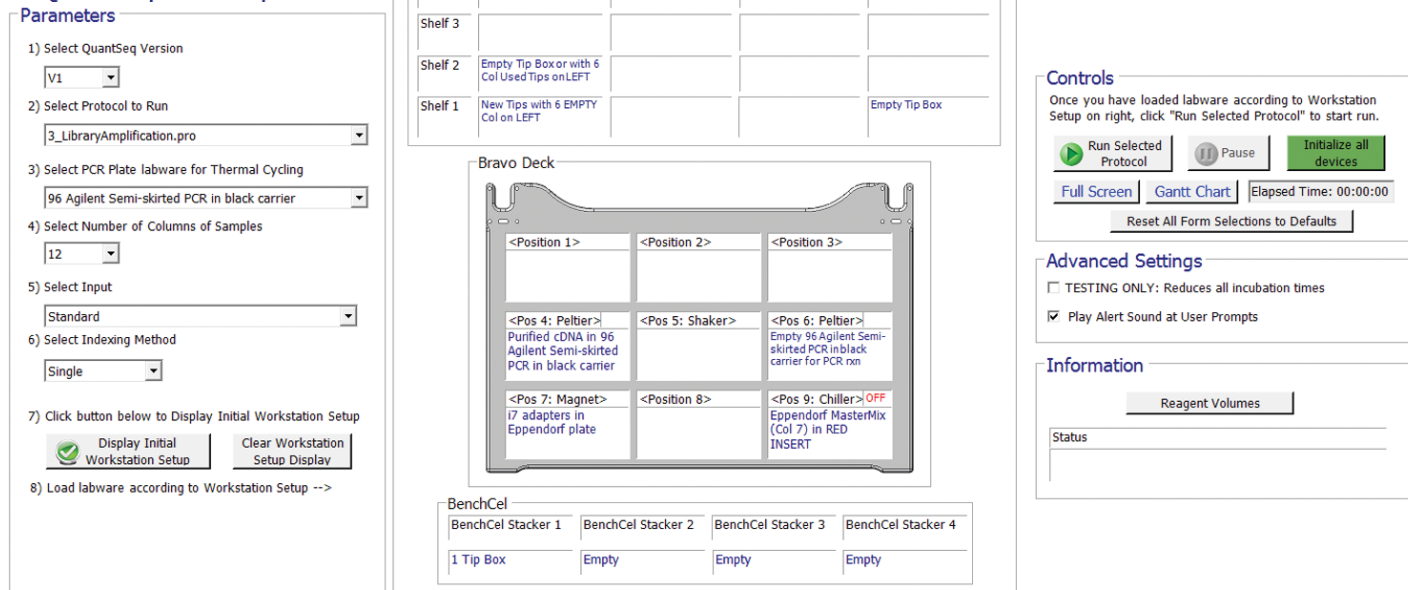 Parameters
1) Select QuantSeq Version
V1
2) Select Protocol to Run
3_LibraryAmplification.pro
3) Select PCR Plate labware for Thermal Cycling
96 Agilent Semi-skirted PCR in black carrier
4) Select Number of Columns of Samples
12
5) Select Input
Standard
6) Select Indexing Method
Single
7) Click button below to Display Initial Workstation Setup
Display Initial
Workstation Setup
Clear Workstation
Setup Display
8) Load labware according to Workstation Setup -->
Shelf 3
Shelf 2
Empty Tip Box or with 6
Col Used Tips on LEFT
Shelf 1
New Tips with 6 EMPTY
Col on LEFT
Empty Tip Box
Bravo Deck
<Position 1>
<Position 2>
<Position 3>
<Pos 4: Peltier>
Purified cDNA in 96
Agilent Semi-skirted
PCR in black carrier
<Pos 5: Shaker>
<Pos 6: Peltier>
Empty 96 Agilent Semi-
skirted PCR in black
carrier for PCR rxn
<Pos 7: Magnet>
i7 adapters in
Eppendorf plate
<Position 8>
<Pos 9: Chiller> OFF
Eppendorf MasterMix
(Col 7) in RED
INSERT
BenchCel
BenchCel Stacker 1
BenchCel Stacker 2
BenchCel Stacker 3
BenchCel Stacker 4
1 Tip Box
Empty
Empty
Empty
Controls
Once you have loaded labware according to Workstation
Setup on right, click "Run Selected Protocol" to start run.
Run Selected
Protocol
Pause
Initialize all
devices
Full Screen
Gantt Chart
Elapsed Time: 00:00:00
Reset All Form Selections to Defaults
Advanced Settings
TESTING ONLY: Reduces all incubation times
Play Alert Sound at User Prompts
Information
Reagent Volumes
Status